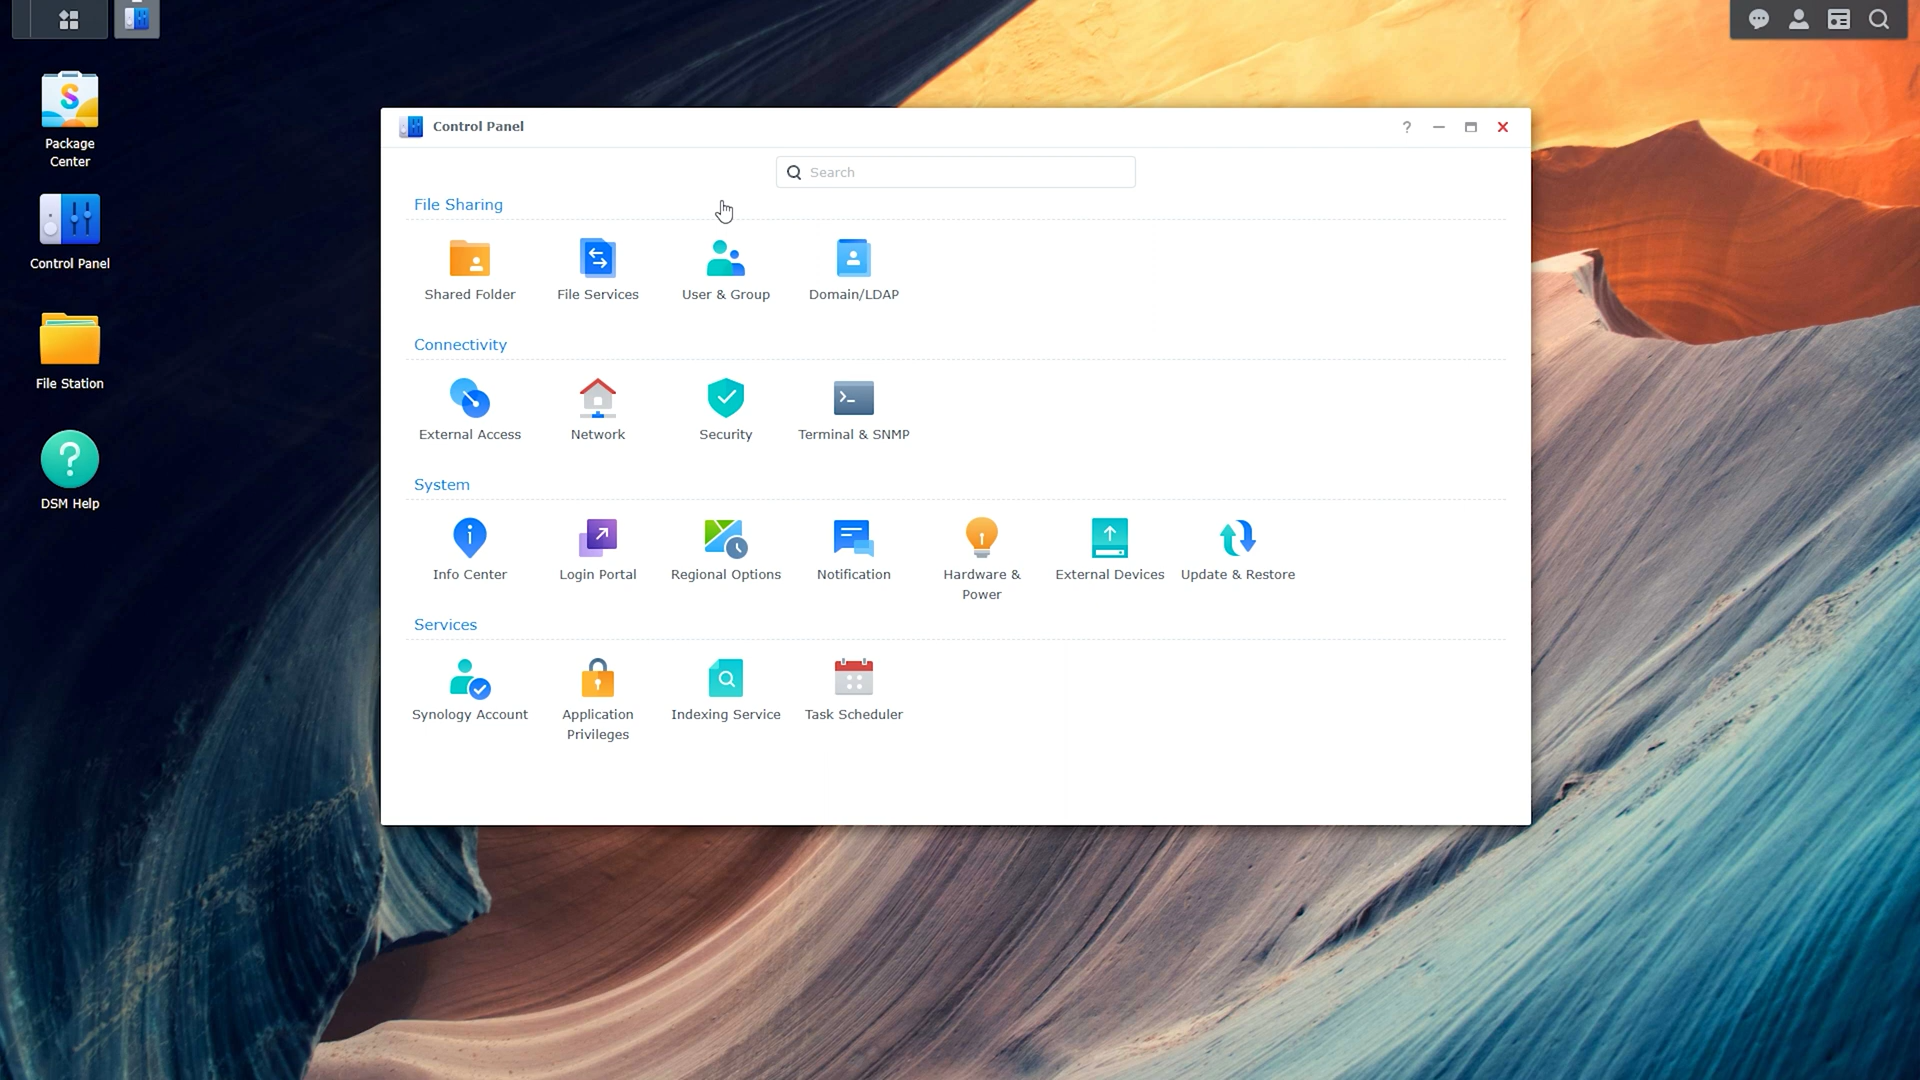 Package
Center
Control Panel
File Station
DSM Help
Control Panel
Search
File Sharing
Shared Folder
File Services
User & Group
Domain/LDAP
Connectivity
External Access
Network
Security
Terminal & SNMP
System
Info Center
Login Portal
Regional Options
Notification
Hardware &
Power
External Devices
Update & Restore
Services
Synology Account
Application
Privileges
Indexing Service
Task Scheduler